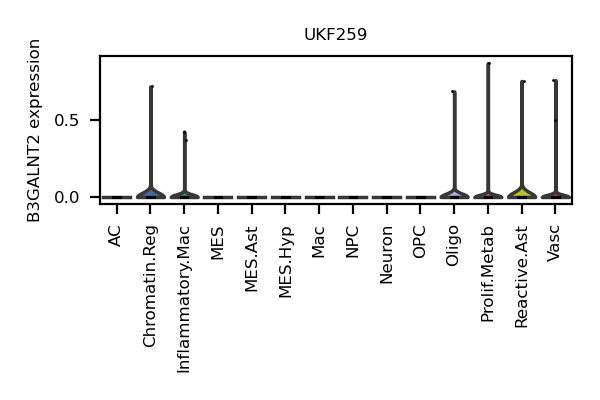 UKF259
B3GALNT2 expression
0.5
0.0
AC
Chromatin.Reg
Inflammatory.Mac
MES
MES.Ast
MES.Hyp
Mac
NPC
Neuron
OPC
Oligo
Prolif.Metab
Reactive.Ast
Vasc